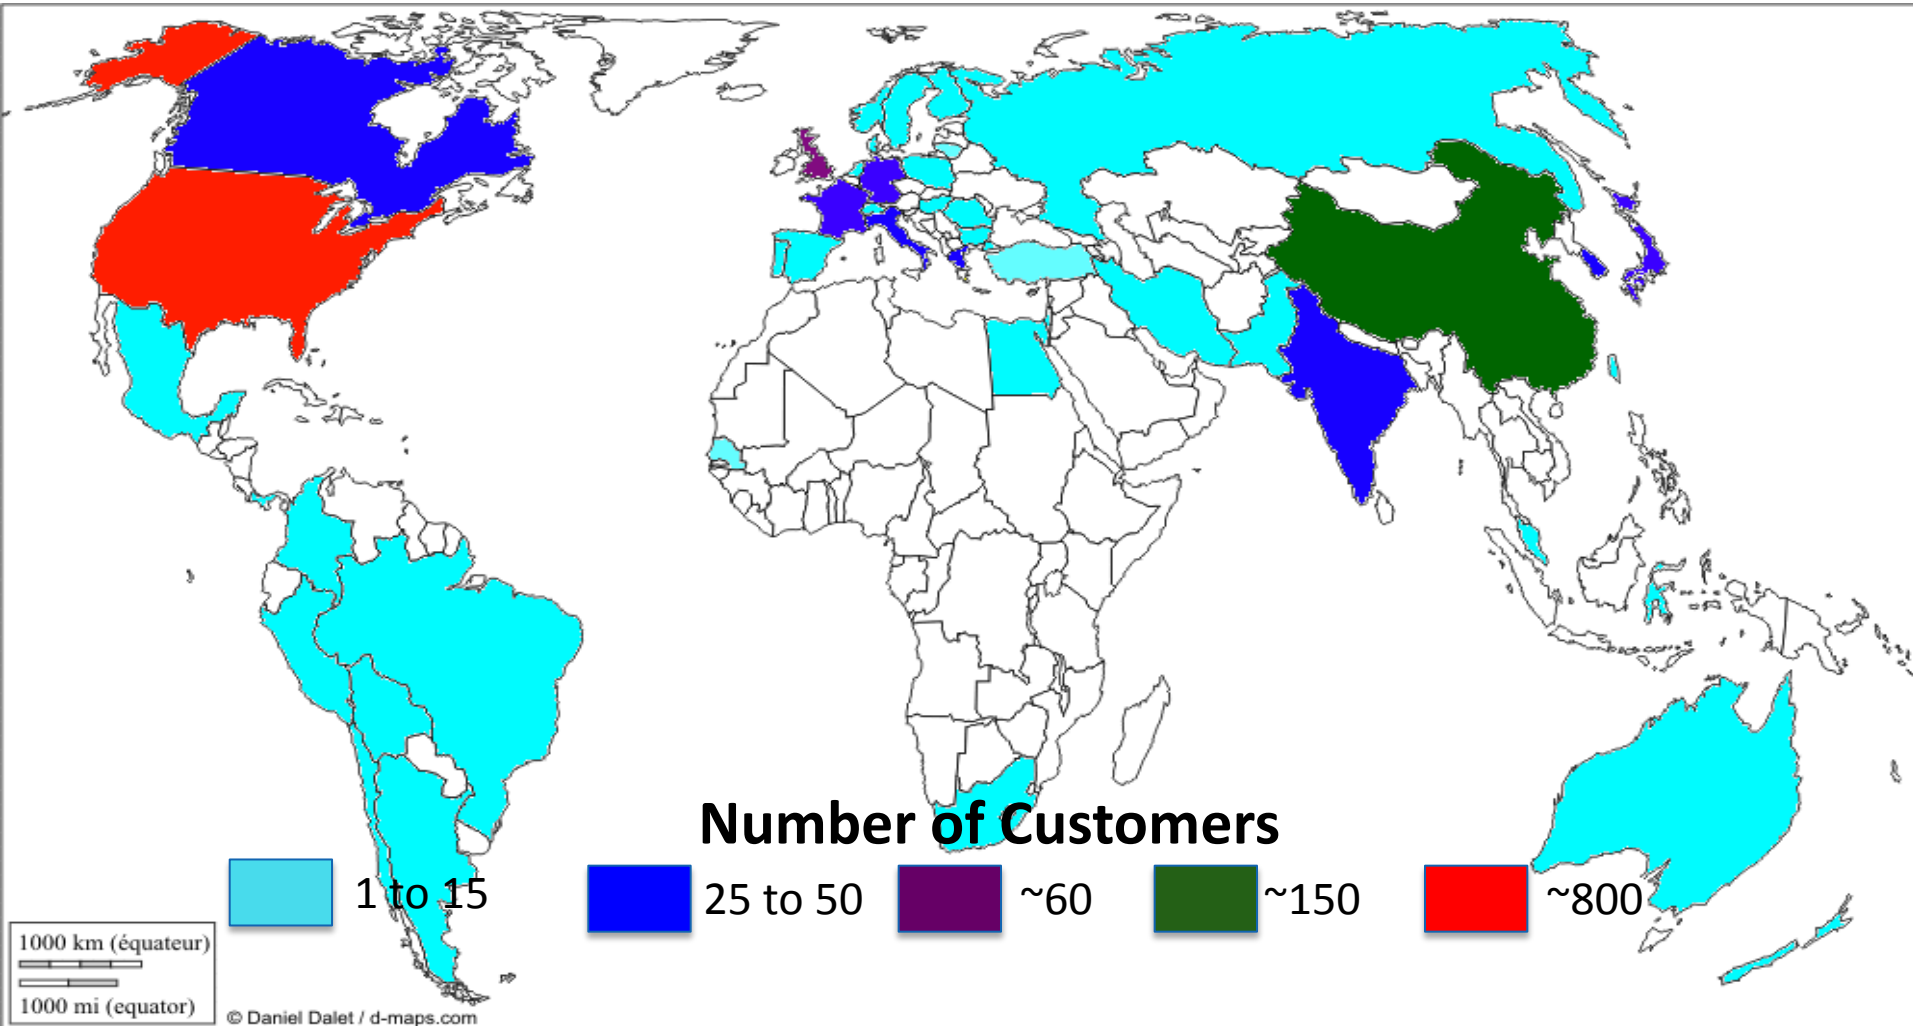 Number of Customers
1 to 15
25 to 50
~60
~150
~800
1000 km (équateur)
1000 mi (equator)
© Daniel Dalet / d-maps.com